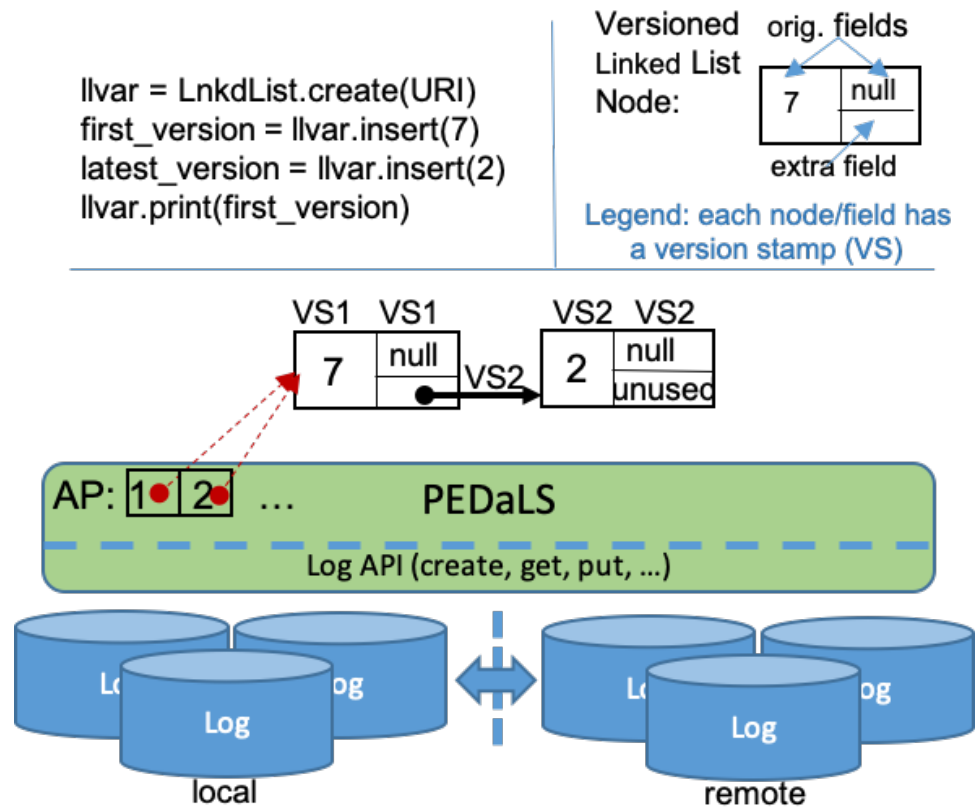 llvar = LnkdList.create(URI)
first_version = llvar.insert(7)
latest_version = llvar.insert(2)
llvar.print(first_version)
Versioned
Linked List
Node:
orig. fields
7
null
extra field
Legend: each node/field has
a version stamp (VS)
VS1 VS1
7
null
VS2
VS2 VS2
2
null
unused
AP: 1 2 ...
PEDaLS
Log API (create, get, put, ...)
Log
Log
Log
local
Log
Log
Log
remote